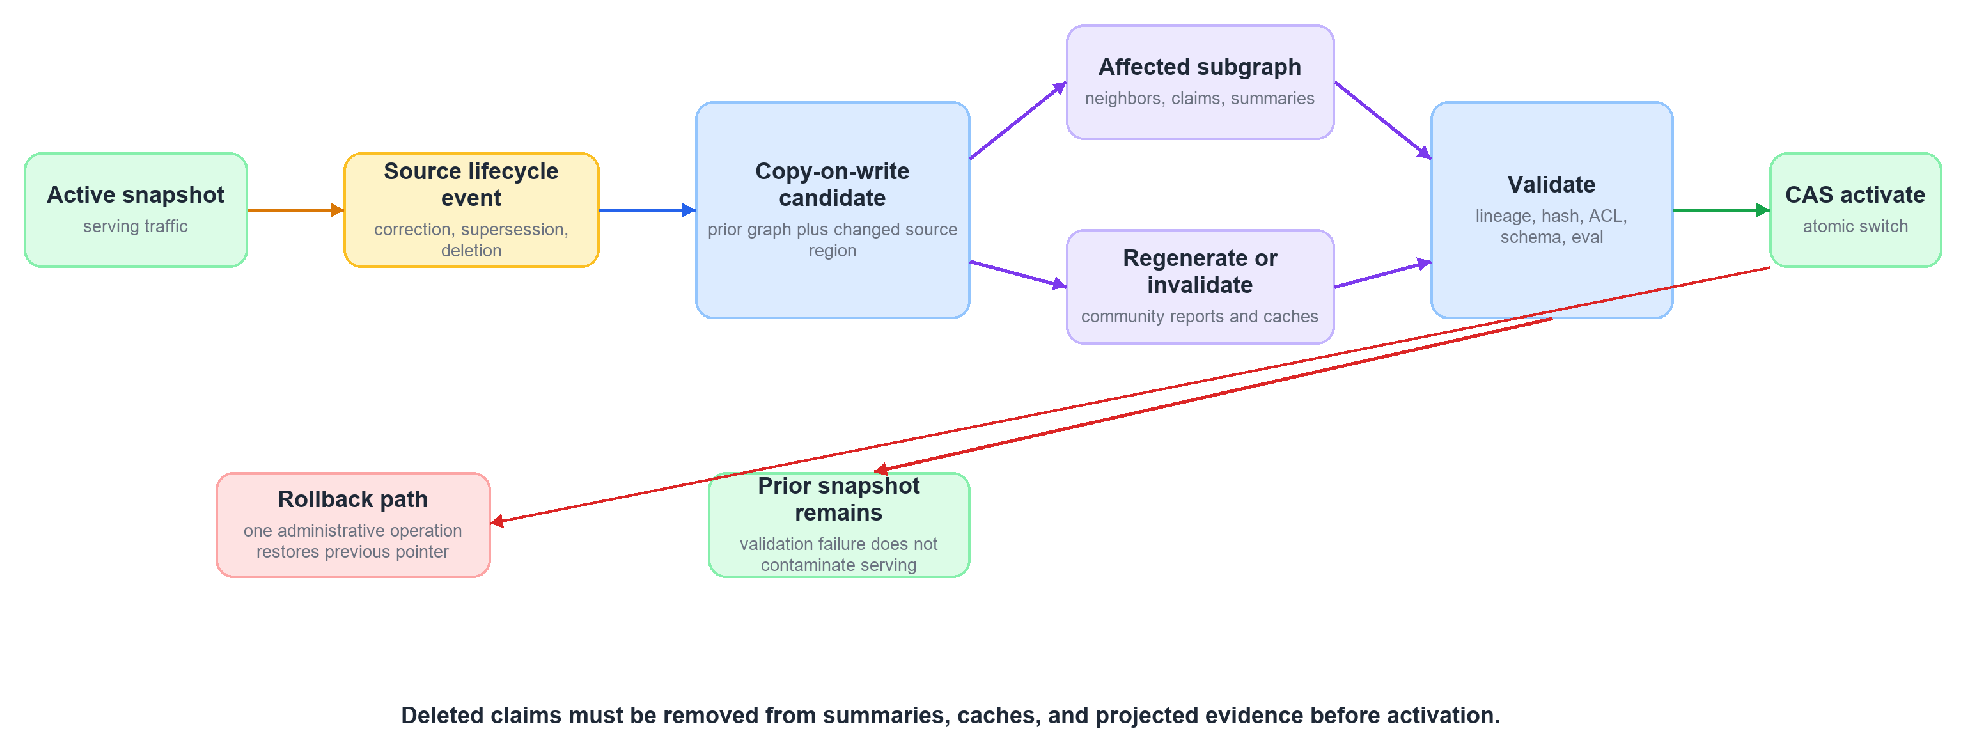 Active snapshot
serving traffic
Source lifecycle
event
correction, supersession,
deletion
Copy-on-write
candidate
prior graph plus changed source
region
Affected subgraph
neighbors, claims, summaries
Regenerate or
invalidate
community reports and caches
Validate
lineage, hash, ACL,
schema, eval
CAS activate
atomic switch
Rollback path
one administrative operation
restores previous pointer
Prior snapshot
remains
validation failure does not
contaminate serving
Deleted claims must be removed from summaries, caches, and projected evidence before activation.